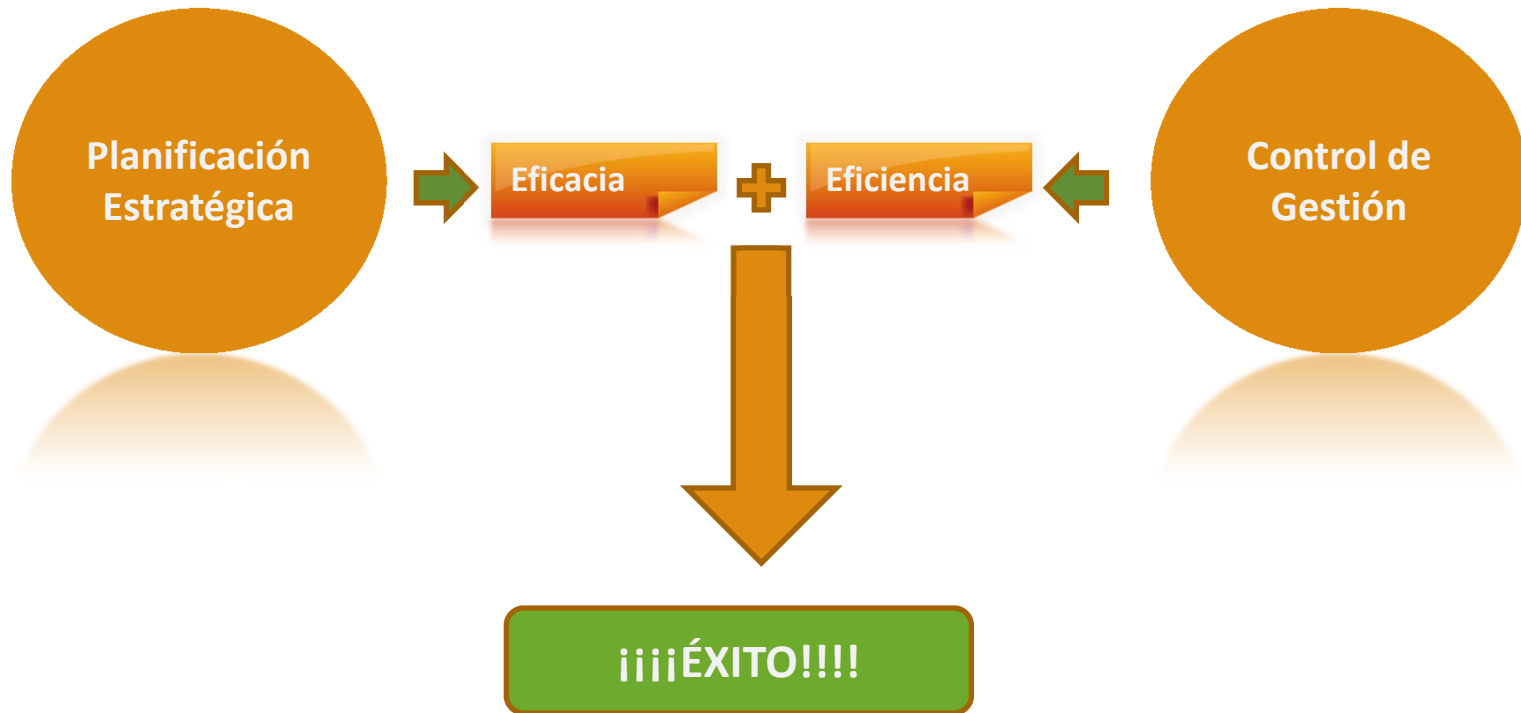 Planificación
Estratégica
Eficacia
Eficiencia
Control de
Gestión
¡¡¡¡ÉXITO!!!!